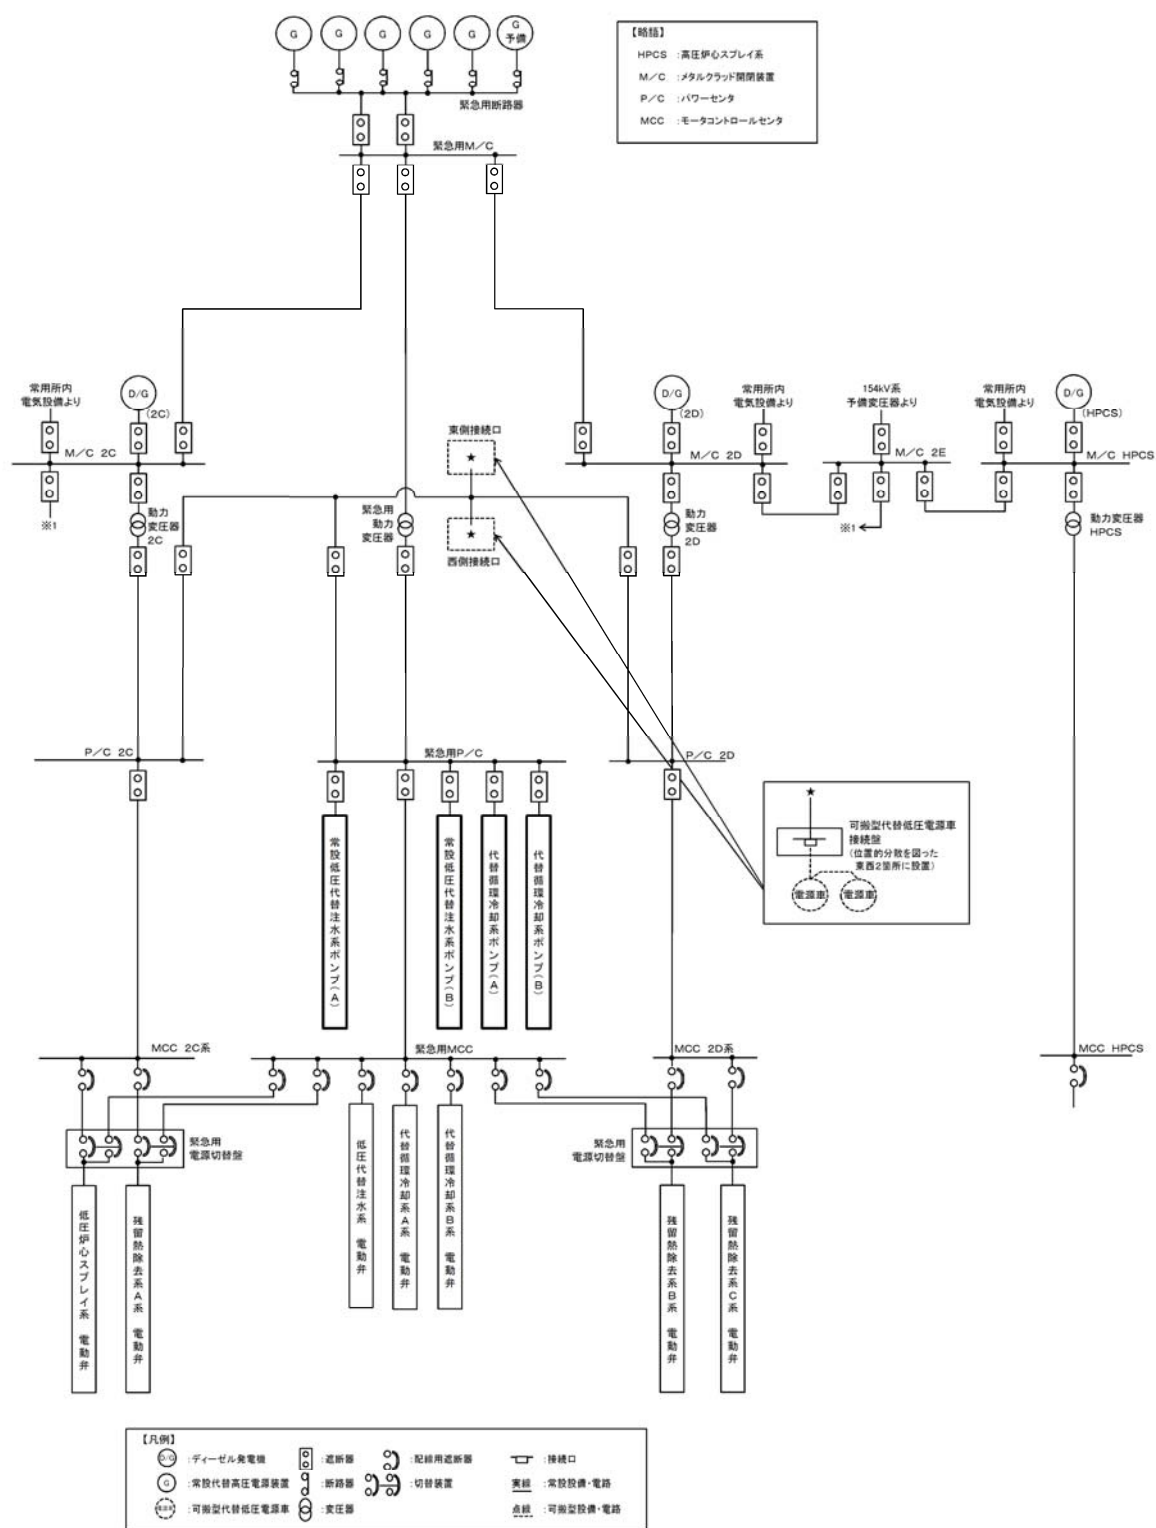 G
G
G
G
G
G
予備
緊急用断路器
【略語】
HPCS :高圧炉心スプレイ系
M/C :メタルクラッド開閉装置
P/C :パワーセンタ
MCC :モータコントロールセンタ
緊急用M/C
常用所内
電気設備より
D/G
(2C)
M/C 2C
※1
動力
変圧器
2C
東側接続口
★
★
西側接続口
緊急用
動力
変圧器
D/G
(2D)
M/C 2D
動力
変圧器
2D
常用所内
電気設備より
154kV系
予備変圧器より
M/C 2E
※1
常用所内
電気設備より
D/G
(HPCS)
M/C HPCS
動力変圧器
HPCS
P/C 2C
緊急用P/C
P/C 2D
常設低圧代替注水系ポンプ(A)
常設低圧代替注水系ポンプ(B)
代替循環冷却系ポンプ(A)
代替循環冷却系ポンプ(B)
★
可搬型代替低圧電源車
接続盤
(位置的分散を図った
東西2箇所に設置)
電源車
電源車
MCC 2C系
緊急用MCC
MCC 2D系
MCC HPCS
緊急用
電源切替盤
緊急用
電源切替盤
低圧炉心スプレイ系 電動弁
残留熱除去系A系 電動弁
低圧代替注水系 電動弁
代替循環冷却系A系 電動弁
代替循環冷却系B系 電動弁
残留熱除去系B系 電動弁
残留熱除去系C系 電動弁
【凡例】
D/G :ディーゼル発電機 :遮断器 :配線用遮断器 :接続口
G :常設代替高圧電源装置 :断路器 :切替装置 実線 :常設設備・電路
電源車 :可搬型代替低圧電源車 :変圧器 点線 :可搬型設備・電路